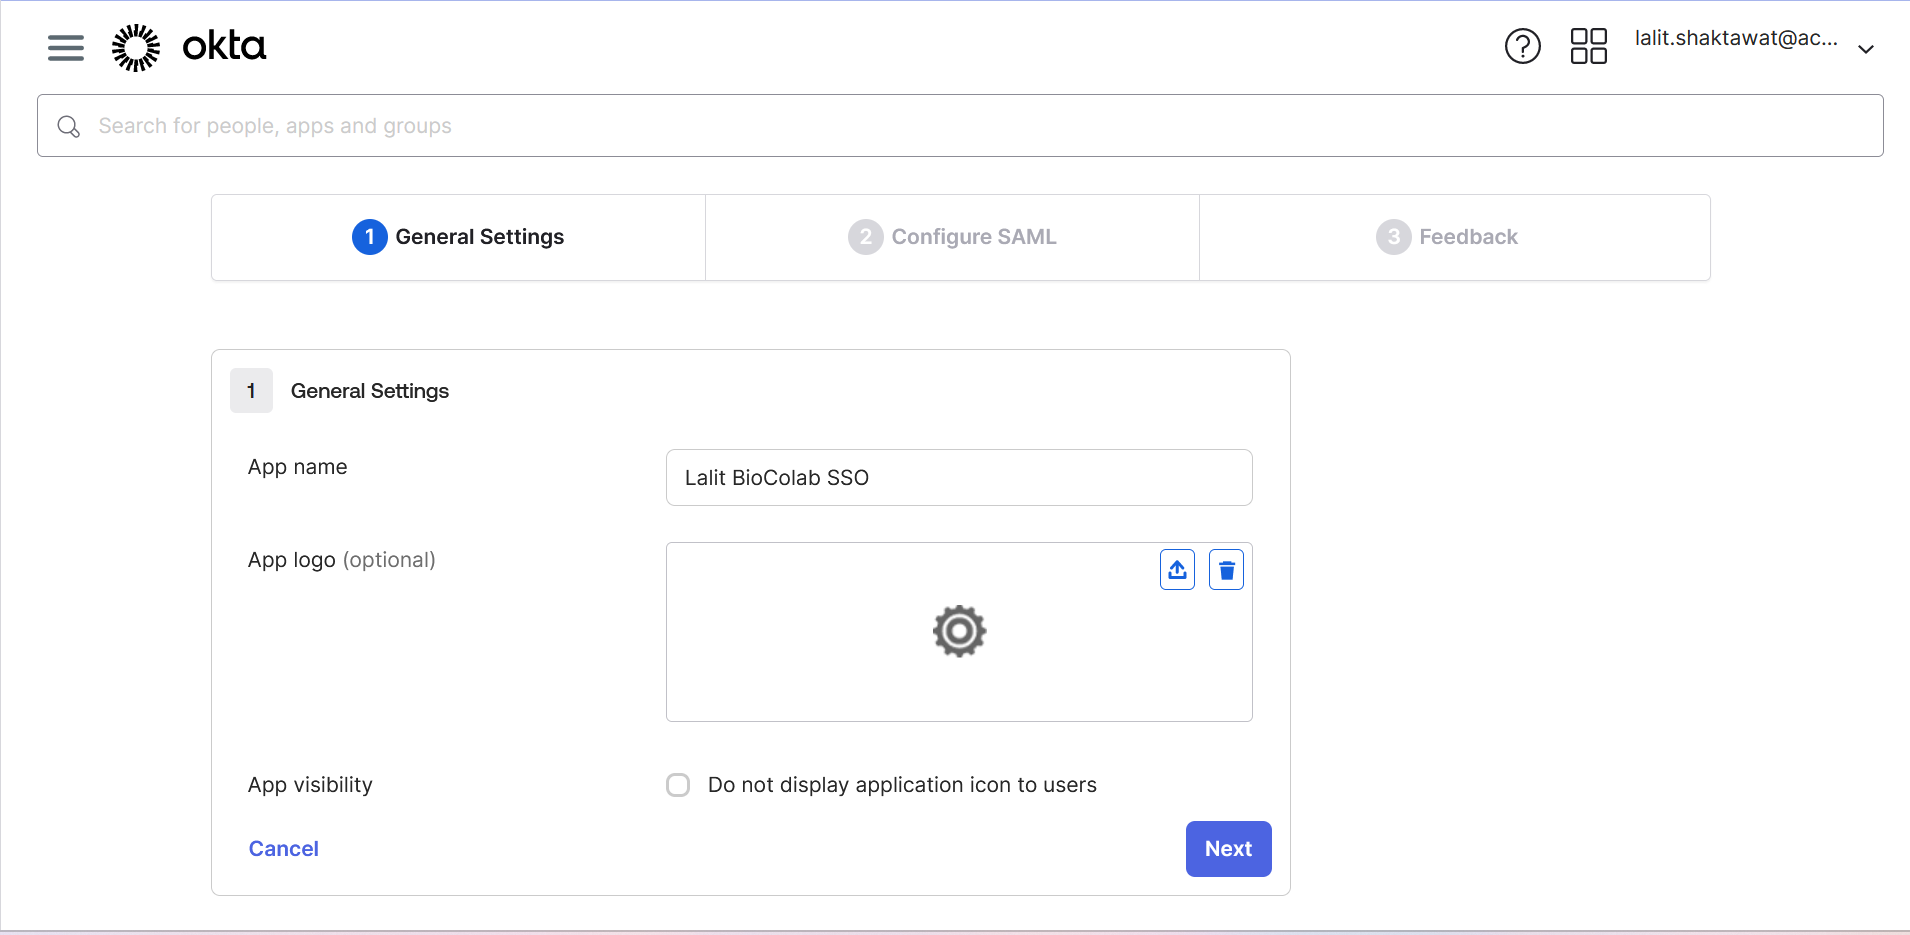 okta
lalit.shaktawat@ac...
Search for people, apps and groups
1 General Settings
2 Configure SAML
3 Feedback
1 General Settings
App name
Lalit BioColab SSO
App logo (optional)
App visibility
Do not display application icon to users
Cancel
Next